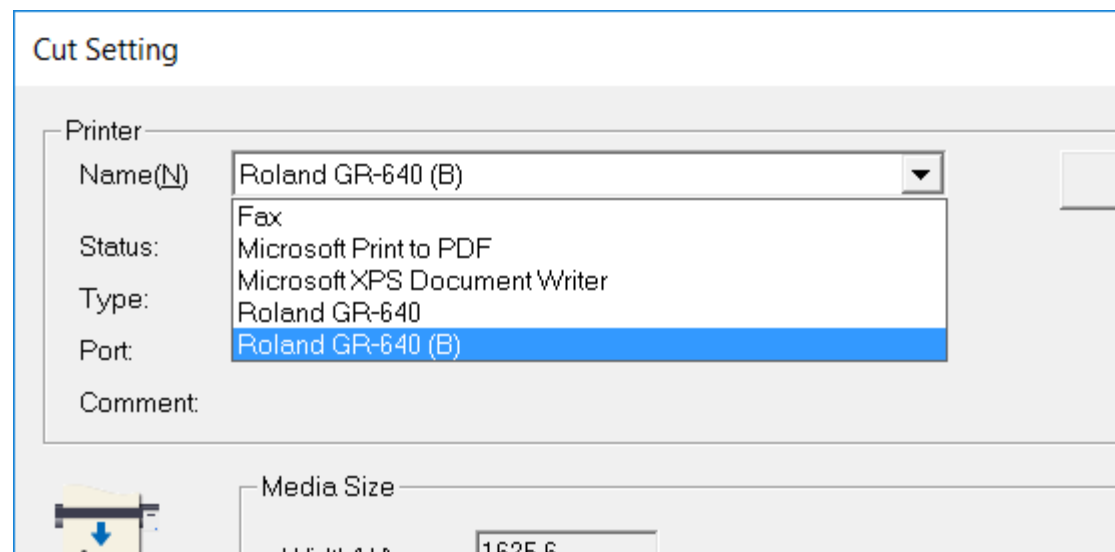 Cut Setting
Printer
Name(N) Roland GR-640 (B)
Fax
Status: Microsoft Print to PDF
Microsoft XPS Document Writer
Type: Roland GR-640
Port: Roland GR-640 (B)
Comment:
Media Size
1625.6